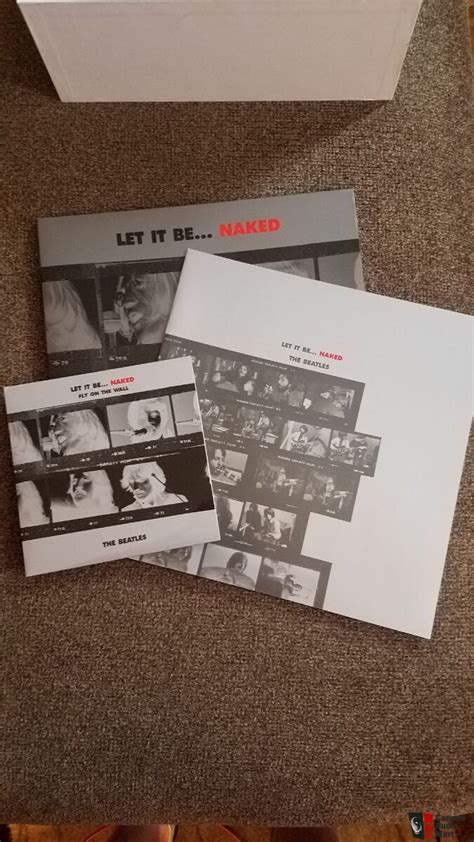 LET IT BE... NAKED
LET IT BE... NAKED
THE BEATLES
LET IT BE... NAKED
FLY ON THE WALL
THE BEATLES